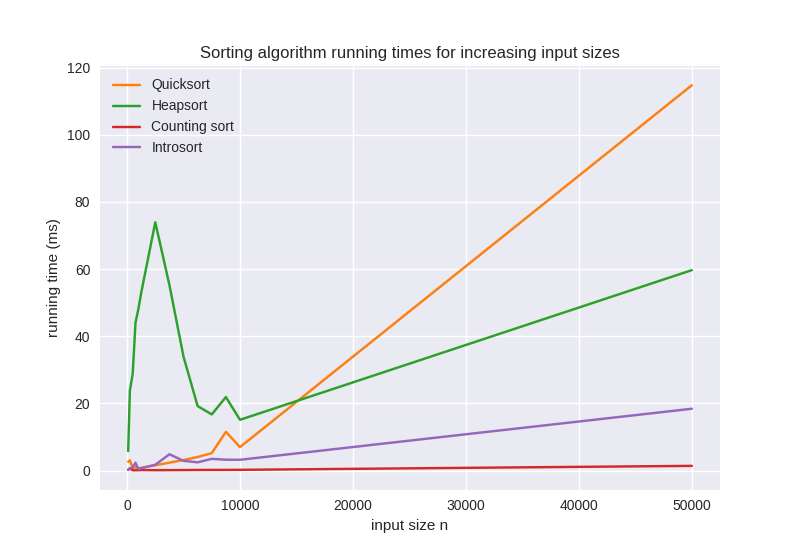 Sorting algorithm running times for increasing input sizes
120
100
80
60
40
20
0
running time (ms)
Quicksort
Heapsort
Counting sort
Introsort
0 10000 20000 30000 40000 50000
input size n